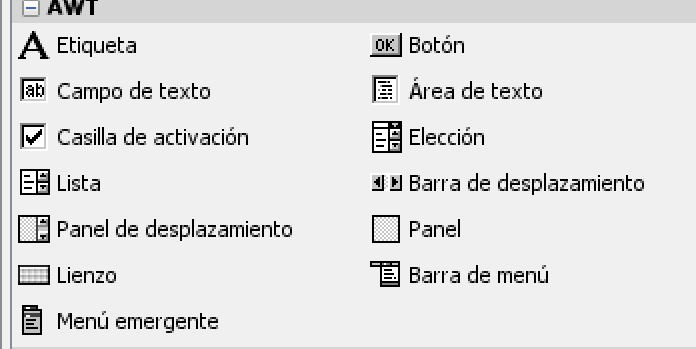 AWT
Etiqueta
Botón
ab Campo de texto
Área de texto
Casilla de activación
Elección
Lista
Barra de desplazamiento
Panel de desplazamiento
Panel
Lienzo
Barra de menú
Menú emergente
OK